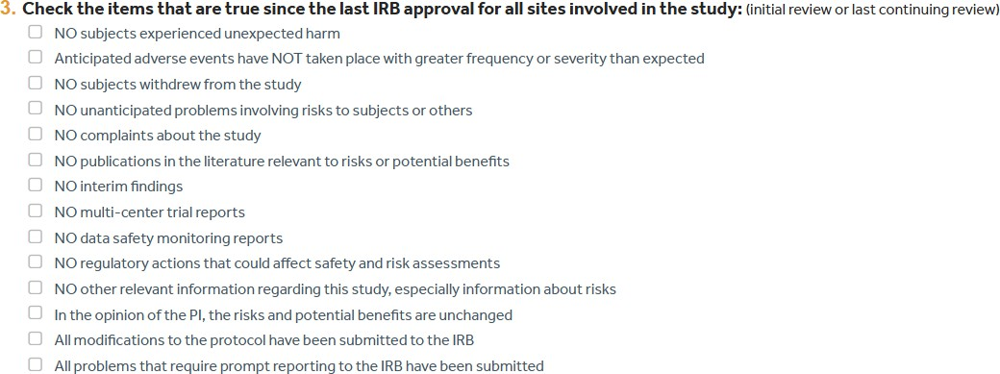 3. Check the items that are true since the last IRB approval for all sites involved in the study: (initial review or last continuing review)
NO subjects experienced unexpected harm
Anticipated adverse events have NOT taken place with greater frequency or severity than expected
NO subjects withdrew from the study
NO unanticipated problems involving risks to subjects or others
NO complaints about the study
NO publications in the literature relevant to risks or potential benefits
NO interim findings
NO multi-center trial reports
NO data safety monitoring reports
NO regulatory actions that could affect safety and risk assessments
NO other relevant information regarding this study, especially information about risks
In the opinion of the PI, the risks and potential benefits are unchanged
All modifications to the protocol have been submitted to the IRB
All problems that require prompt reporting to the IRB have been submitted